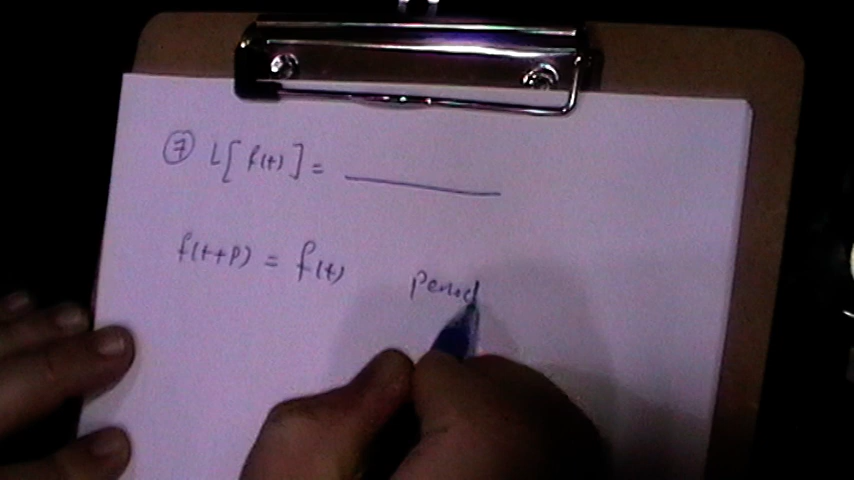 ⑦ L[f(t)] = ________
f(t+P) = f(t) Period